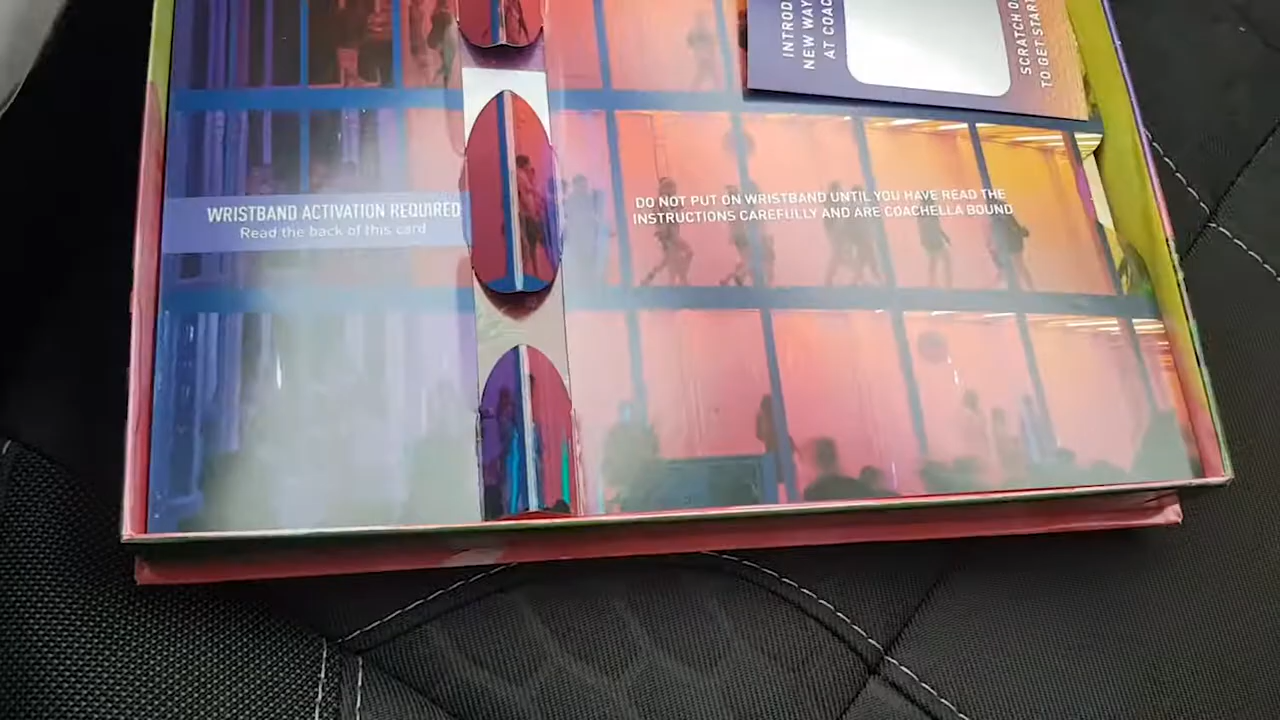 INTROD
NEW WAY
AT COAC
SCRATCH O
TO GET START
WRISTBAND ACTIVATION REQUIRED
Read the back of this card
DO NOT PUT ON WRISTBAND UNTIL YOU HAVE READ THE
INSTRUCTIONS CAREFULLY AND ARE COACHELLA BOUND